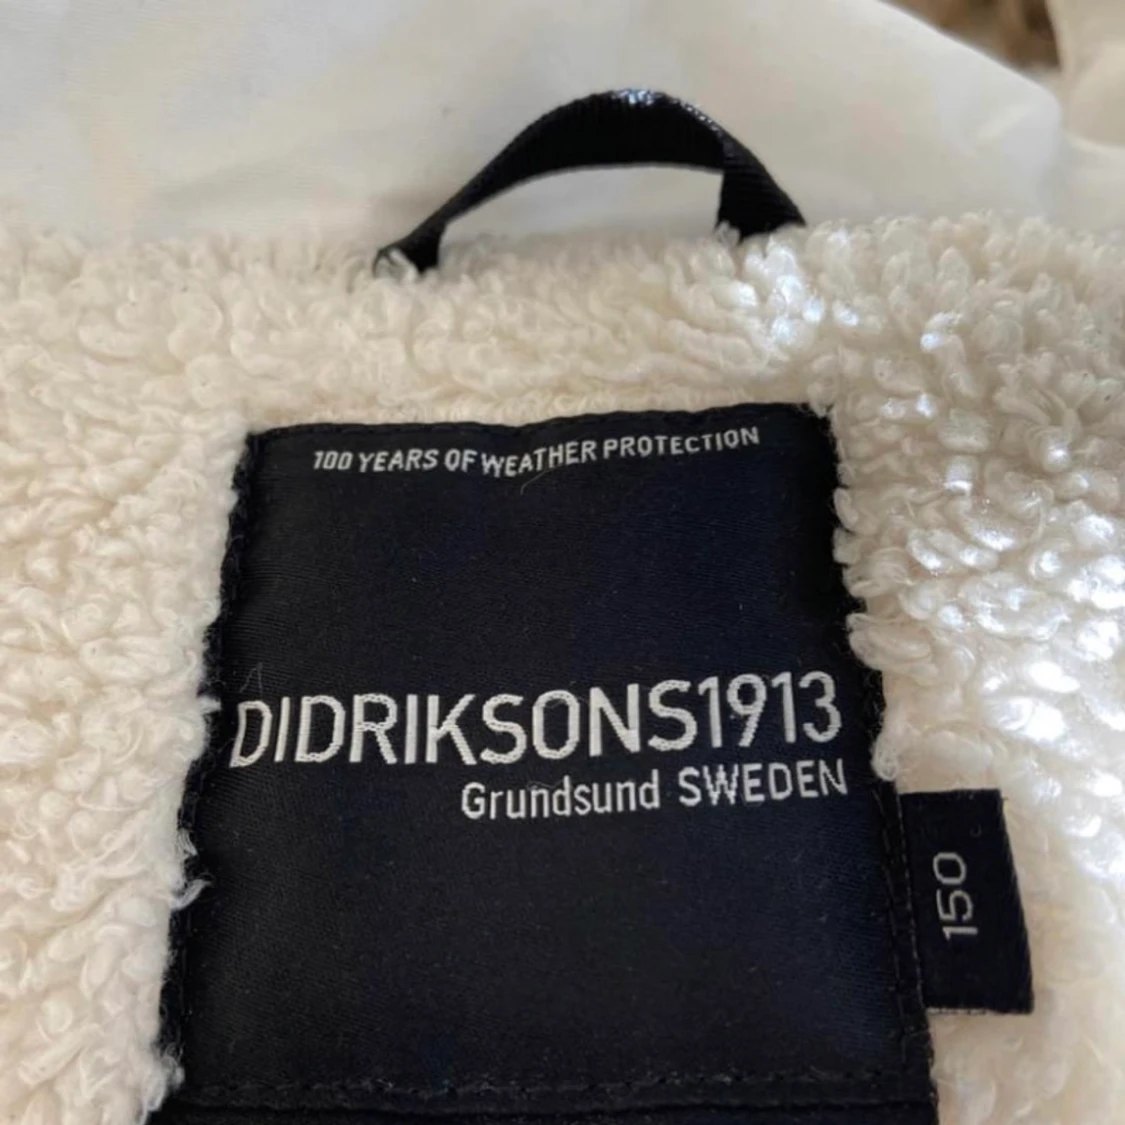 100 YEARS OF WEATHER PROTECTION
DIDRIKSONS1913
Grundsund SWEDEN
150